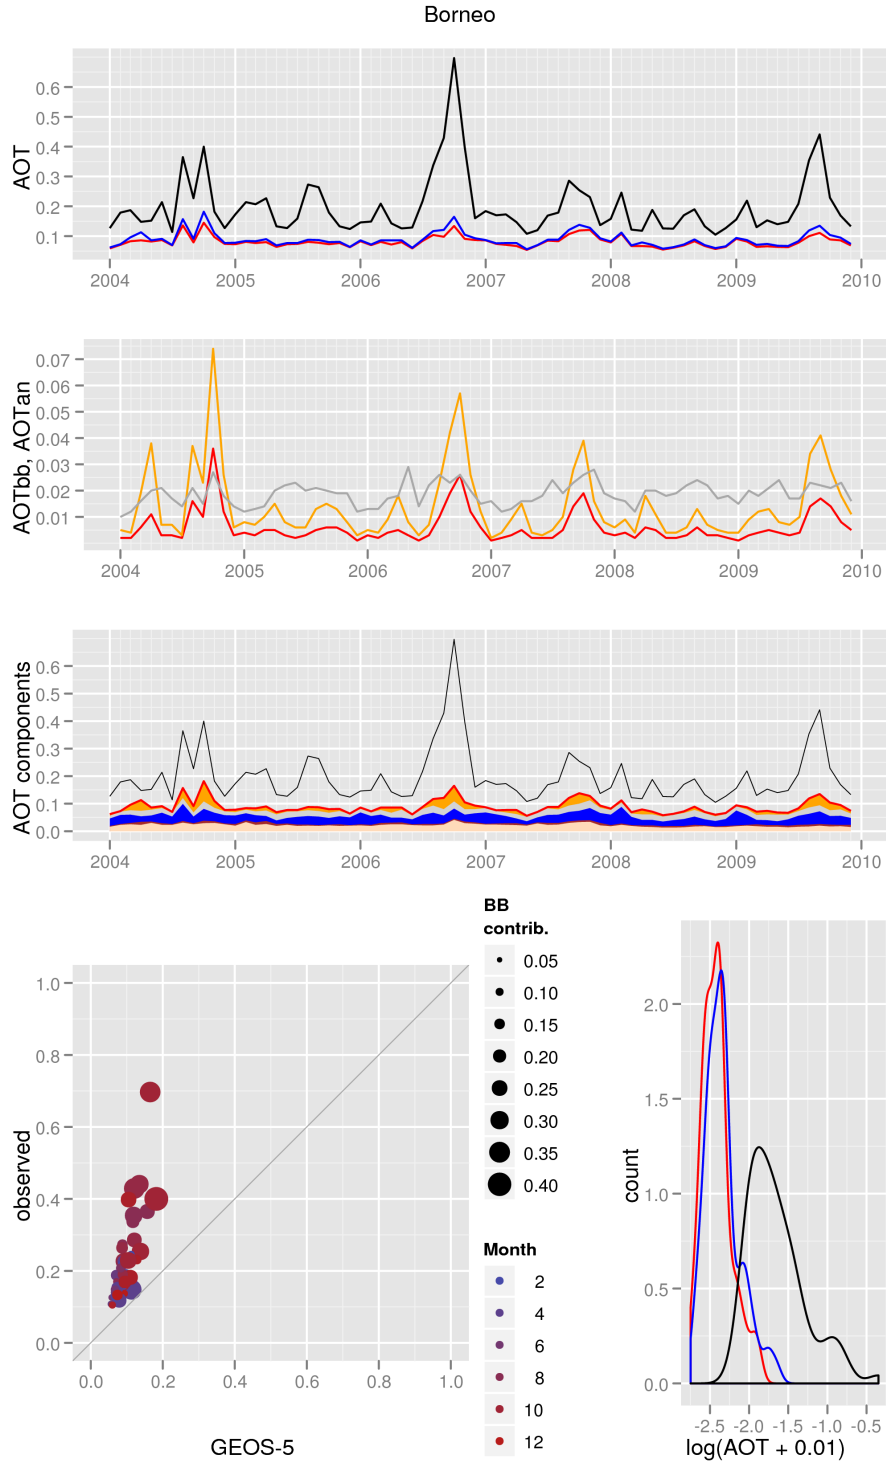 Borneo
AOT
0.6
0.5
0.4
0.3
0.2
0.1
2004 2005 2006 2007 2008 2009 2010
AOTbb, AOTan
0.07
0.06
0.05
0.04
0.03
0.02
0.01
2004 2005 2006 2007 2008 2009 2010
AOT components
0.6
0.5
0.4
0.3
0.2
0.1
0.0
2004 2005 2006 2007 2008 2009 2010
observed
1.0
0.8
0.6
0.4
0.2
0.0
0.0 0.2 0.4 0.6 0.8 1.0
GEOS-5
BB
contrib.
0.05
0.10
0.15
0.20
0.25
0.30
0.35
0.40
Month
2
4
6
8
10
12
count
2.0
1.5
1.0
0.5
0.0
-2.5 -2.0 -1.5 -1.0 -0.5
log(AOT + 0.01)